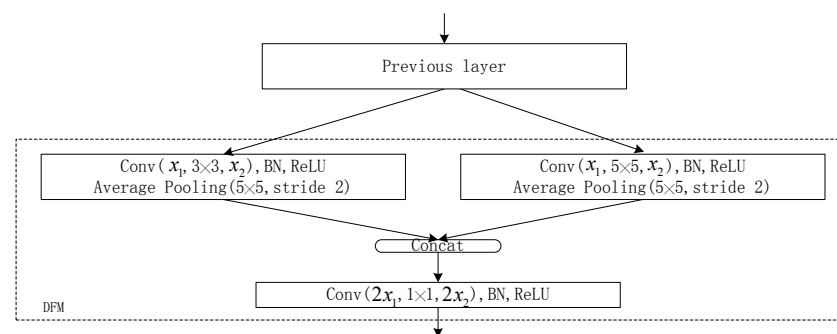 Previous layer
Conv(x₁,3×3,x₂),BN,ReLU
Average Pooling(5×5,stride 2)
Conv(x₁,5×5,x₂),BN,ReLU
Average Pooling(5×5,stride 2)
Concat
Conv(2x₁,1×1,2x₂),BN,ReLU
DFM